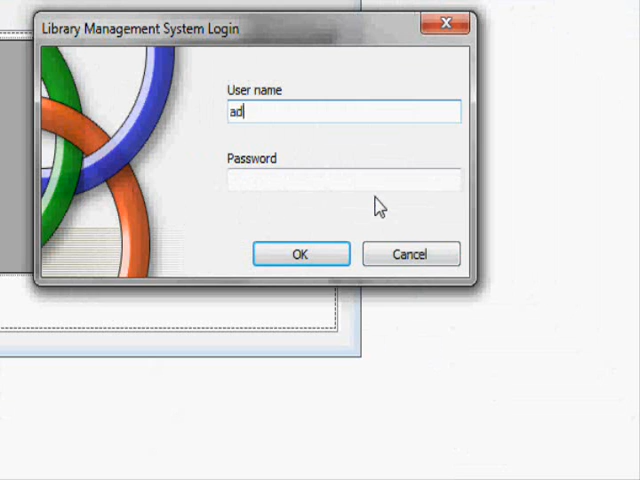 Library Management System Login
User name
ad
Password
OK
Cancel